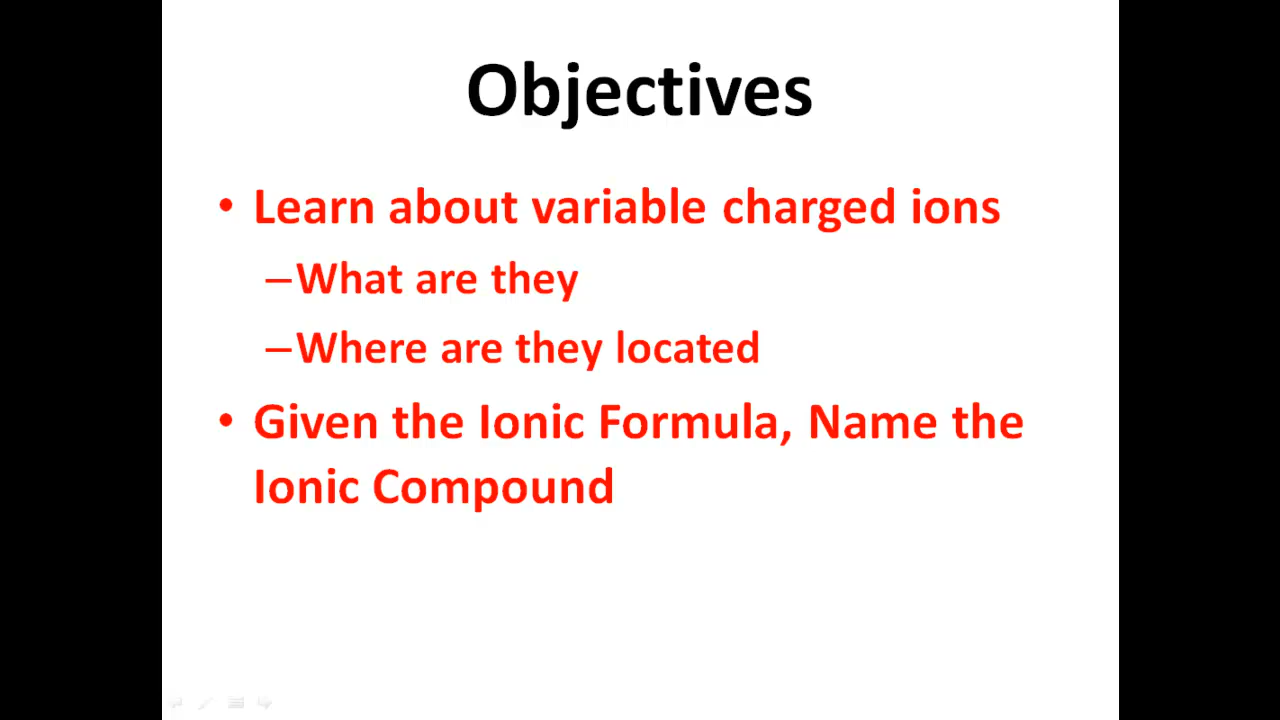 Objectives
• Learn about variable charged ions
–What are they
–Where are they located
• Given the Ionic Formula, Name the
Ionic Compound